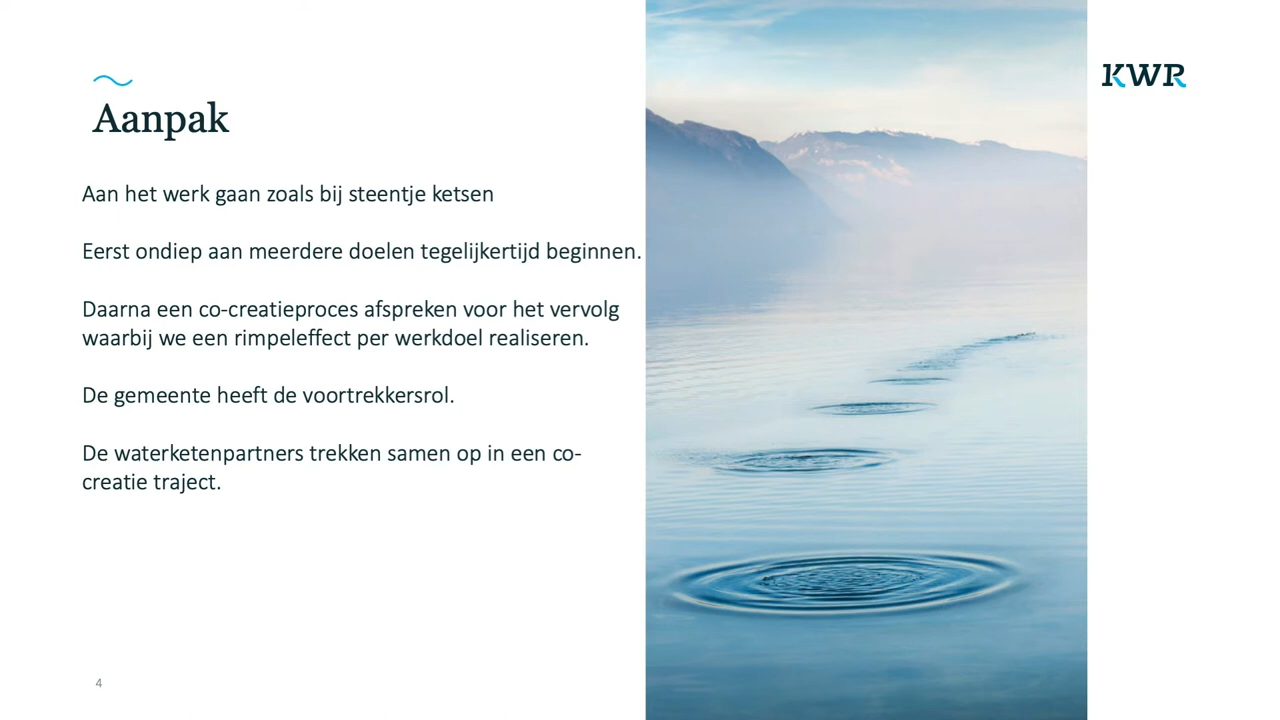 KWR
Aanpak
Aan het werk gaan zoals bij steentje ketsen
Eerst ondiep aan meerdere doelen tegelijkertijd beginnen.
Daarna een co-creatieproces afspreken voor het vervolg
waarbij we een rimpeleffect per werkdoel realiseren.
De gemeente heeft de voortrekkersrol.
De waterketenpartners trekken samen op in een co-
creatie traject.
4